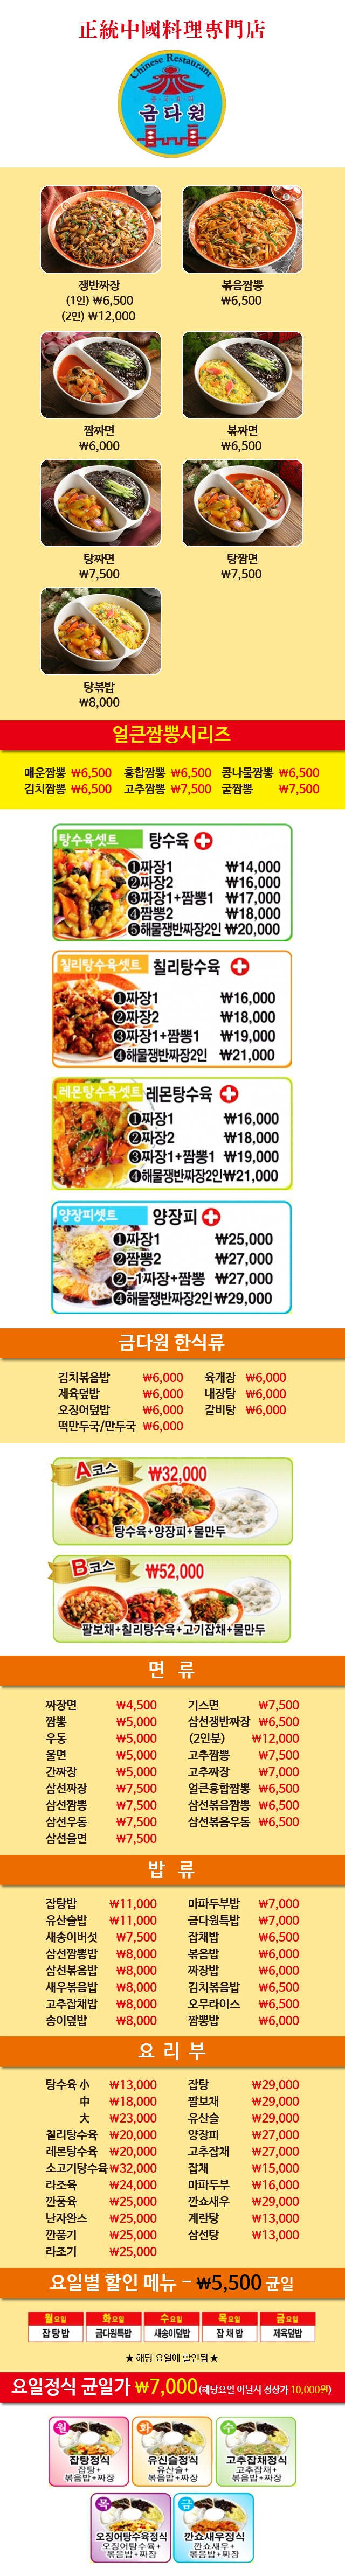 正統中國料理專門店
Chinese Restaurant
금다원
쟁반짜장
(1인) ₩6,500
(2인) ₩12,000
볶음짬뽕
₩6,500
짬짜면
₩6,000
볶짜면
₩6,500
탕짜면
₩7,500
탕짬면
₩7,500
탕볶밥
₩8,000
얼큰짬뽕시리즈
매운짬뽕 ₩6,500 홍합짬뽕 ₩6,500 콩나물짬뽕 ₩6,500
김치짬뽕 ₩6,500 고추짬뽕 ₩7,500 굴짬뽕 ₩7,500
탕수육셋트 탕수육 +
❶짜장1 ₩14,000
❷짜장2 ₩16,000
❸짜장1+짬뽕1 ₩17,000
❹짬뽕2 ₩18,000
❺해물쟁반짜장2인 ₩20,000
칠리탕수육셋트 칠리탕수육 +
❶짜장1 ₩16,000
❷짜장2 ₩18,000
❸짜장1+짬뽕1 ₩19,000
❹해물쟁반짜장2인 ₩21,000
레몬탕수육셋트 레몬탕수육 +
❶짜장1 ₩16,000
❷짜장2 ₩18,000
❸짜장1+짬뽕1 ₩19,000
❹해물쟁반짜장2인 ₩21,000
양장피셋트 양장피 +
❶짜장1 ₩25,000
❷짬뽕2 ₩27,000
❷-1짜장+짬뽕 ₩27,000
❹해물쟁반짜장2인 ₩29,000
금다원 한식류
김치볶음밥 ₩6,000 육개장 ₩6,000
제육덮밥 ₩6,000 내장탕 ₩6,000
오징어덮밥 ₩6,000 갈비탕 ₩6,000
떡만두국/만두국 ₩6,000
A코스 ₩32,000
탕수육+양장피+물만두
B코스 ₩52,000
팔보채+칠리탕수육+고기잡채+물만두
면 류
짜장면 ₩4,500 기스면 ₩7,500
짬뽕 ₩5,000 삼선쟁반짜장 ₩6,500
우동 ₩5,000 (2인분) ₩12,000
울면 ₩5,000 고추짬뽕 ₩7,500
간짜장 ₩5,000 고추짜장 ₩7,000
삼선짜장 ₩7,500 얼큰홍합짬뽕 ₩6,500
삼선짬뽕 ₩7,500 삼선볶음짬뽕 ₩6,500
삼선우동 ₩7,500 삼선볶음우동 ₩6,500
삼선울면 ₩7,500
밥 류
잡탕밥 ₩11,000 마파두부밥 ₩7,000
유산슬밥 ₩11,000 금다원특밥 ₩7,000
새송이버섯 ₩7,500 잡채밥 ₩6,500
삼선짬뽕밥 ₩8,000 볶음밥 ₩6,000
삼선볶음밥 ₩8,000 짜장밥 ₩6,000
새우볶음밥 ₩8,000 김치볶음밥 ₩6,500
고추잡채밥 ₩8,000 오무라이스 ₩6,500
송이덮밥 ₩8,000 짬뽕밥 ₩6,000
요 리 부
탕수육 小 ₩13,000 잡탕 ₩29,000
中 ₩18,000 팔보채 ₩29,000
大 ₩23,000 유산슬 ₩29,000
칠리탕수육 ₩20,000 양장피 ₩27,000
레몬탕수육 ₩20,000 고추잡채 ₩27,000
소고기탕수육 ₩32,000 잡채 ₩15,000
라조육 ₩24,000 마파두부 ₩16,000
깐풍육 ₩25,000 깐쇼새우 ₩29,000
난자완스 ₩25,000 계란탕 ₩13,000
깐풍기 ₩25,000 삼선탕 ₩13,000
라조기 ₩25,000
요일별 할인 메뉴 - ₩5,500 균일
월요일 화요일 수요일 목요일 금요일
잡탕밥 금다원특밥 새송이덮밥 잡채밥 제육덮밥
★ 해당 요일에 할인됨 ★
요일정식 균일가 ₩7,000 (해당요일 아닐시 정상가 10,000원)
월 화 수
잡탕정식 유신슬정식 고추잡채정식
잡탕+ 유산슬+ 고추잡채+
볶음밥+짜장 볶음밥+짜장 볶음밥+짜장
목 금
오징어탕수육정식 깐쇼새우정식
오징어탕수육+ 깐쇼새우+
볶음밥+짜장 볶음밥+짜장